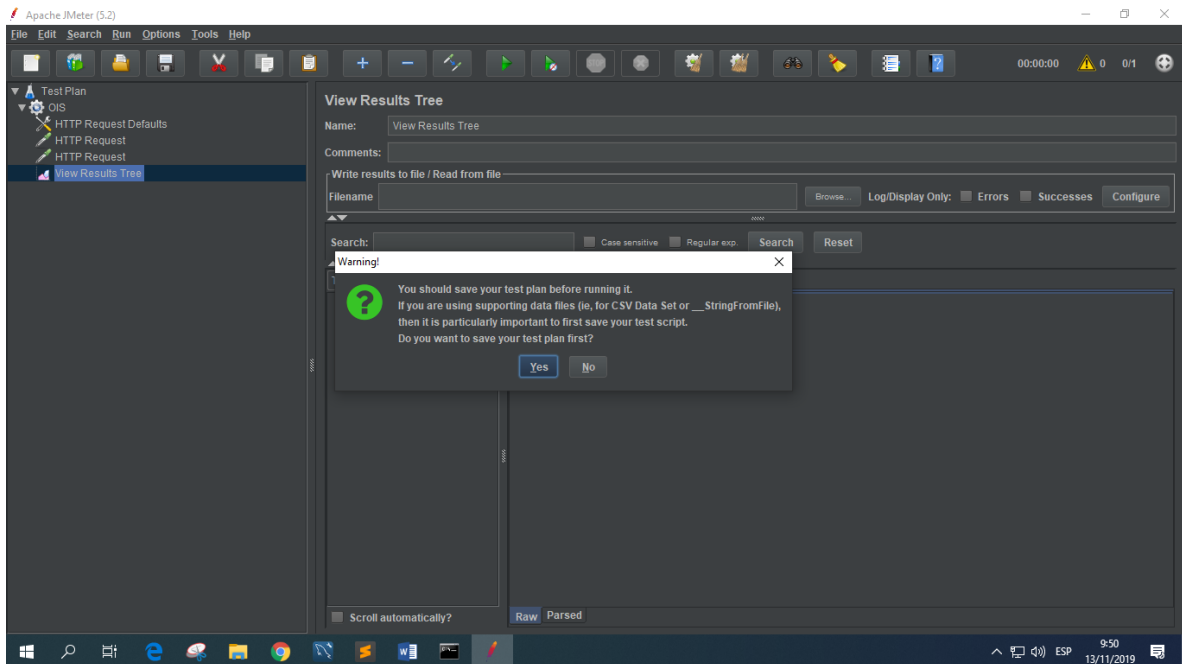 Apache JMeter (5.2)
File Edit Search Run Options Tools Help
00:00:00 0 0/1
Test Plan
OIS
HTTP Request Defaults
HTTP Request
HTTP Request
View Results Tree
View Results Tree
Name: View Results Tree
Comments:
Write results to file / Read from file
Filename Browse... Log/Display Only: Errors Successes Configure
Search: Case sensitive Regular exp. Search Reset
Warning!
You should save your test plan before running it.
If you are using supporting data files (ie, for CSV Data Set or __StringFromFile),
then it is particularly important to first save your test script.
Do you want to save your test plan first?
Yes No
Scroll automatically?
Raw Parsed
ESP
9:50
13/11/2019